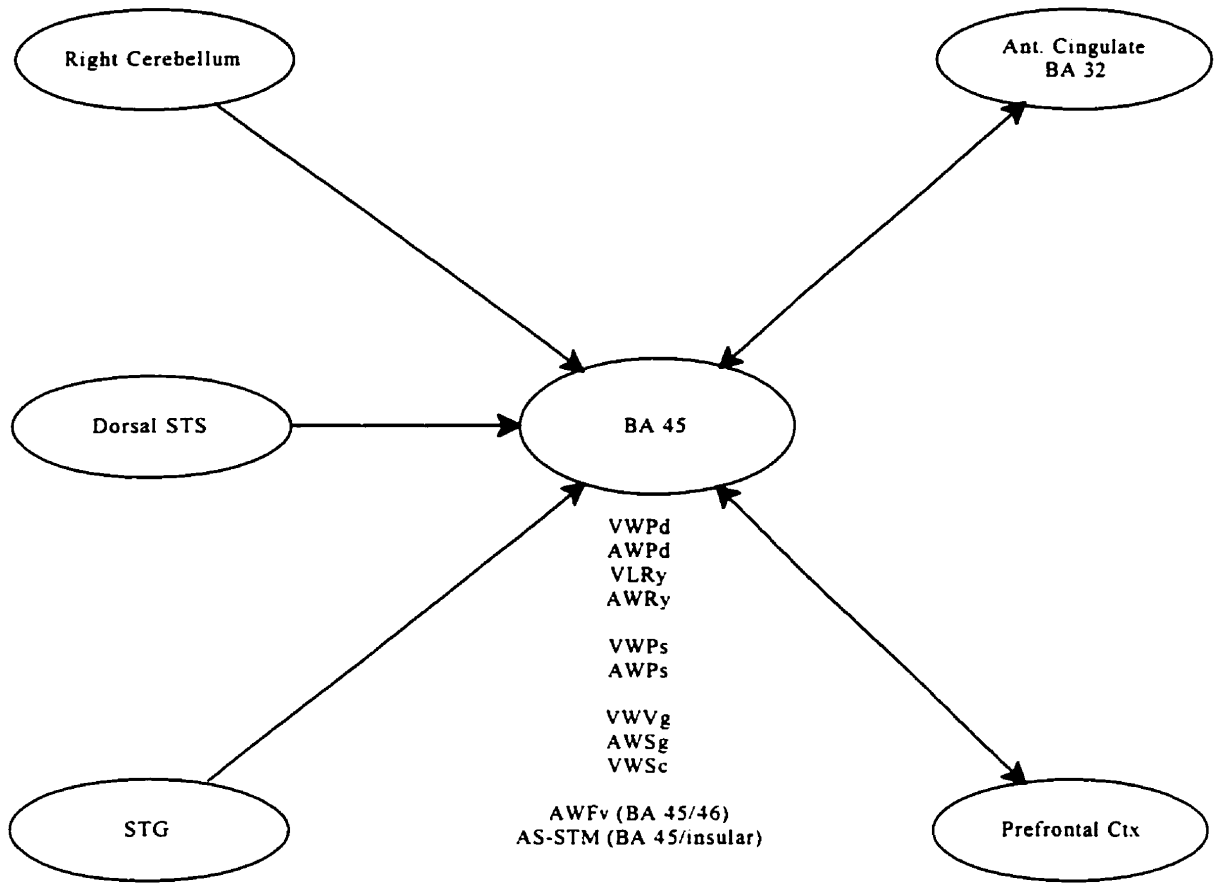 Right Cerebellum
Ant. Cingulate
BA 32
Dorsal STS
BA 45
VWPd
AWPd
VLRy
AWRy
VWPs
AWPs
VWVg
AWSg
VWSc
AWFv (BA 45/46)
AS-STM (BA 45/insular)
STG
Prefrontal Ctx